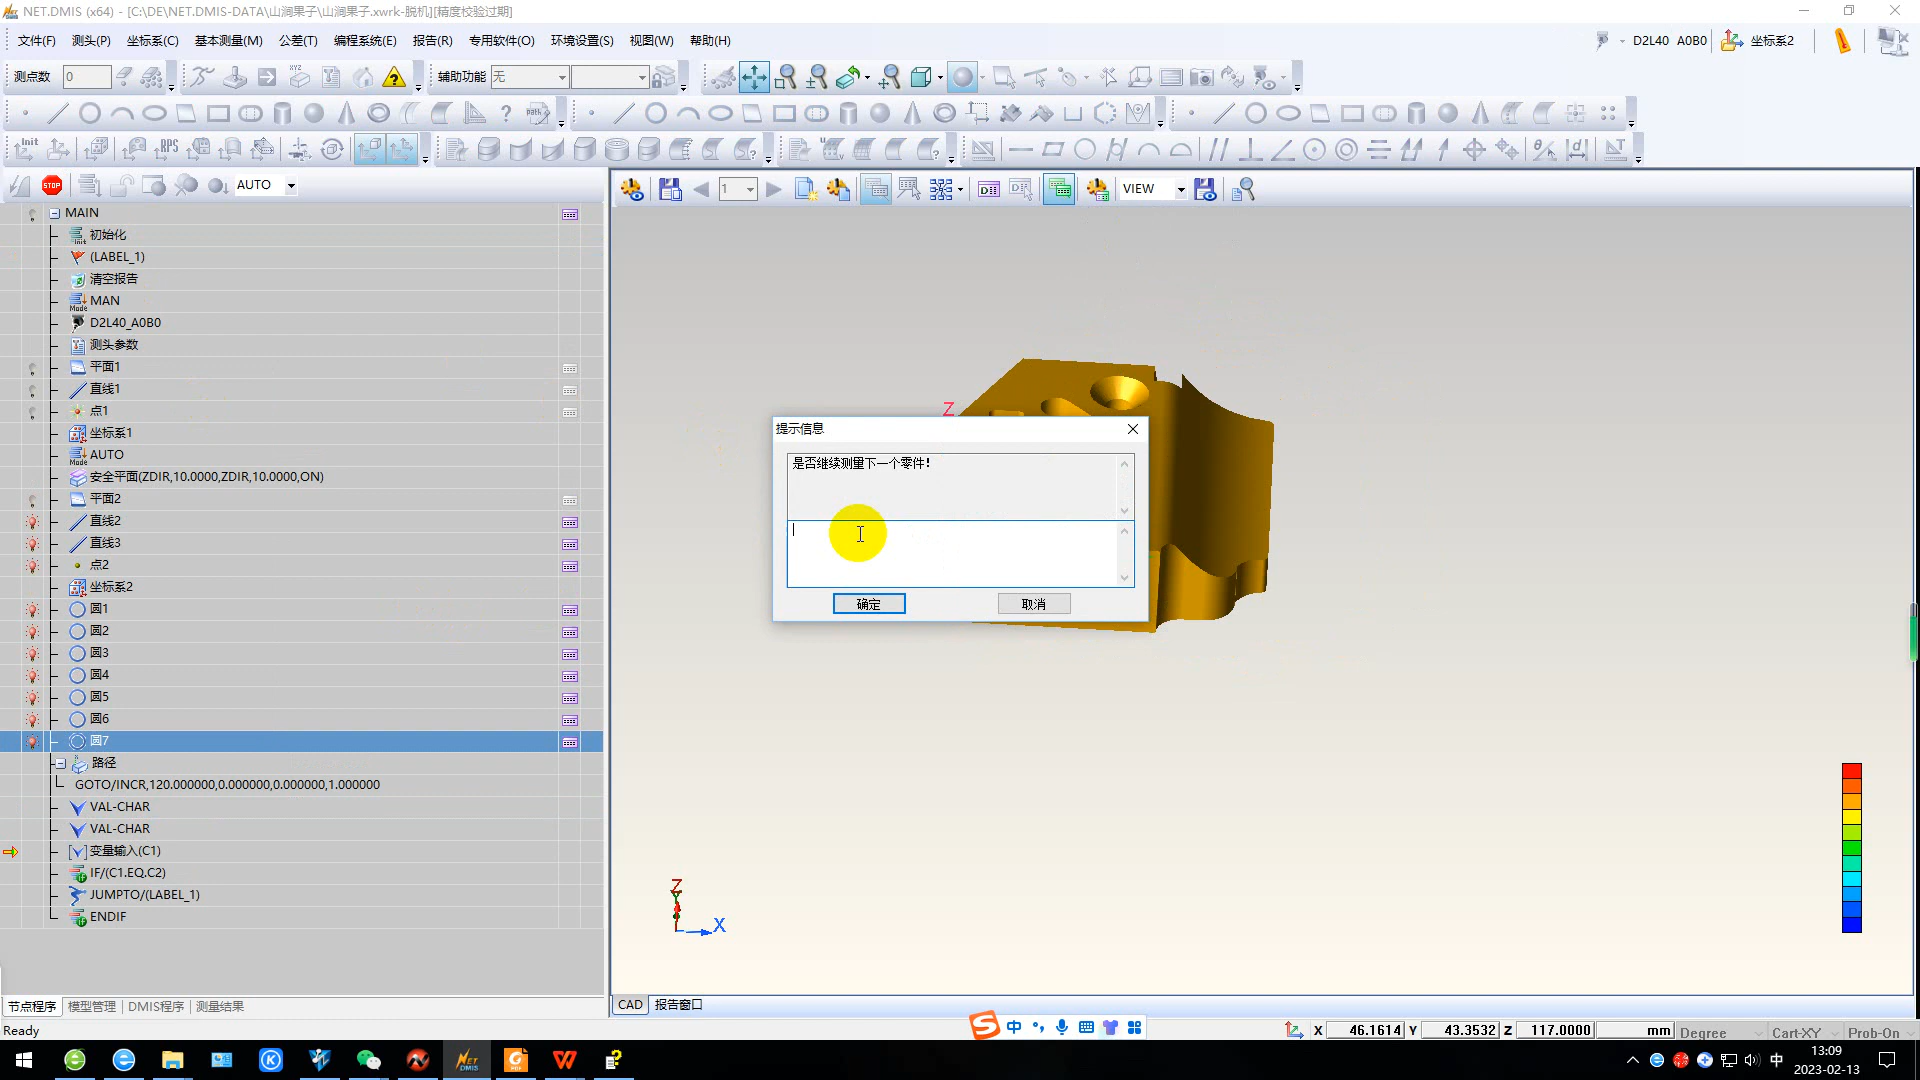 NET.DMIS (x64) - [C:\DE\NET.DMIS-DATA\山涧果子\山涧果子.xwrk-脱机][精度校验过期]
文件(F) 测头(P) 坐标系(C) 基本测量(M) 公差(T) 编程系统(E) 报告(R) 专用软件(O) 环境设置(S) 视图(W) 帮助(H) D2L40 A0B0 坐标系2
测点数 0 辅助功能 无
Init RPS
STOP AUTO 1 VIEW
MAIN
初始化
(LABEL_1)
清空报告
MAN
D2L40_A0B0
测头参数
平面1
直线1
点1
坐标系1
AUTO
安全平面(ZDIR,10.0000,ZDIR,10.0000,ON)
平面2
直线2
直线3
点2
坐标系2
圆1
圆2
圆3
圆4
圆5
圆6
圆7
路径
GOTO/INCR,120.000000,0.000000,0.000000,1.000000
VAL-CHAR
VAL-CHAR
变量输入(C1)
IF/(C1.EQ.C2)
JUMPTO/(LABEL_1)
ENDIF
Z
提示信息
是否继续测量下一个零件!
确定 取消
Z
X
节点程序 模型管理 DMIS程序 测量结果
CAD 报告窗口
Ready
中
X 46.1614 Y 43.3532 Z 117.0000 mm Degree Cart-XY Prob-On
中
13:09
2023-02-13